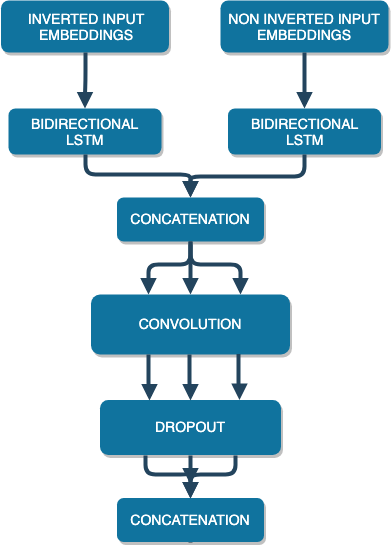 INVERTED INPUT
EMBEDDINGS
NON INVERTED INPUT
EMBEDDINGS
BIDIRECTIONAL
LSTM
BIDIRECTIONAL
LSTM
CONCATENATION
CONVOLUTION
DROPOUT
CONCATENATION